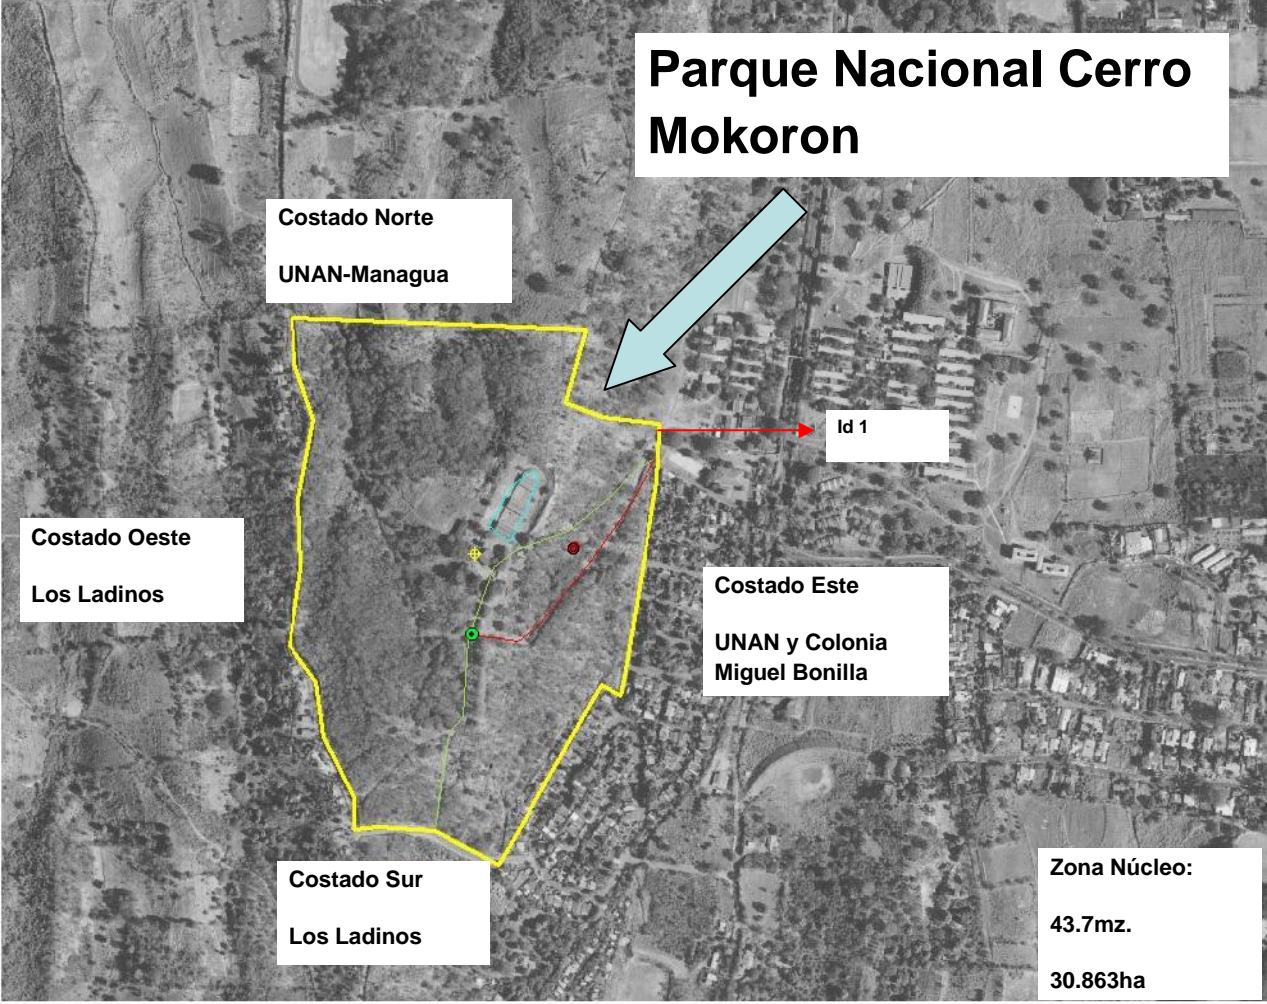 Parque Nacional Cerro
Mokoron
Costado Norte
UNAN-Managua
Id 1
Costado Oeste
Los Ladinos
Costado Este
UNAN y Colonia
Miguel Bonilla
Costado Sur
Los Ladinos
Zona Núcleo:
43.7mz.
30.863ha